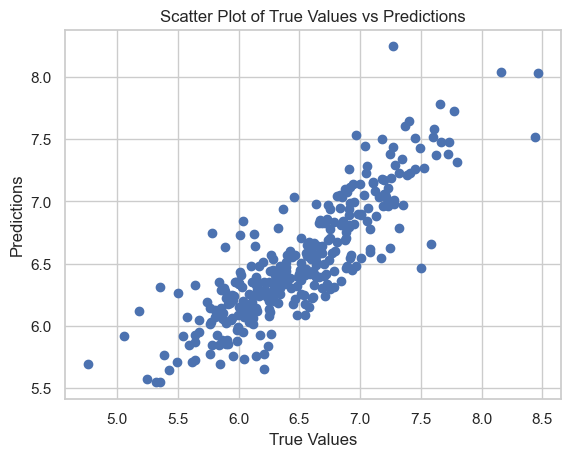 Scatter Plot of True Values vs Predictions
8.0
7.5
7.0
6.5
6.0
5.5
Predictions
5.0 5.5 6.0 6.5 7.0 7.5 8.0 8.5
True Values